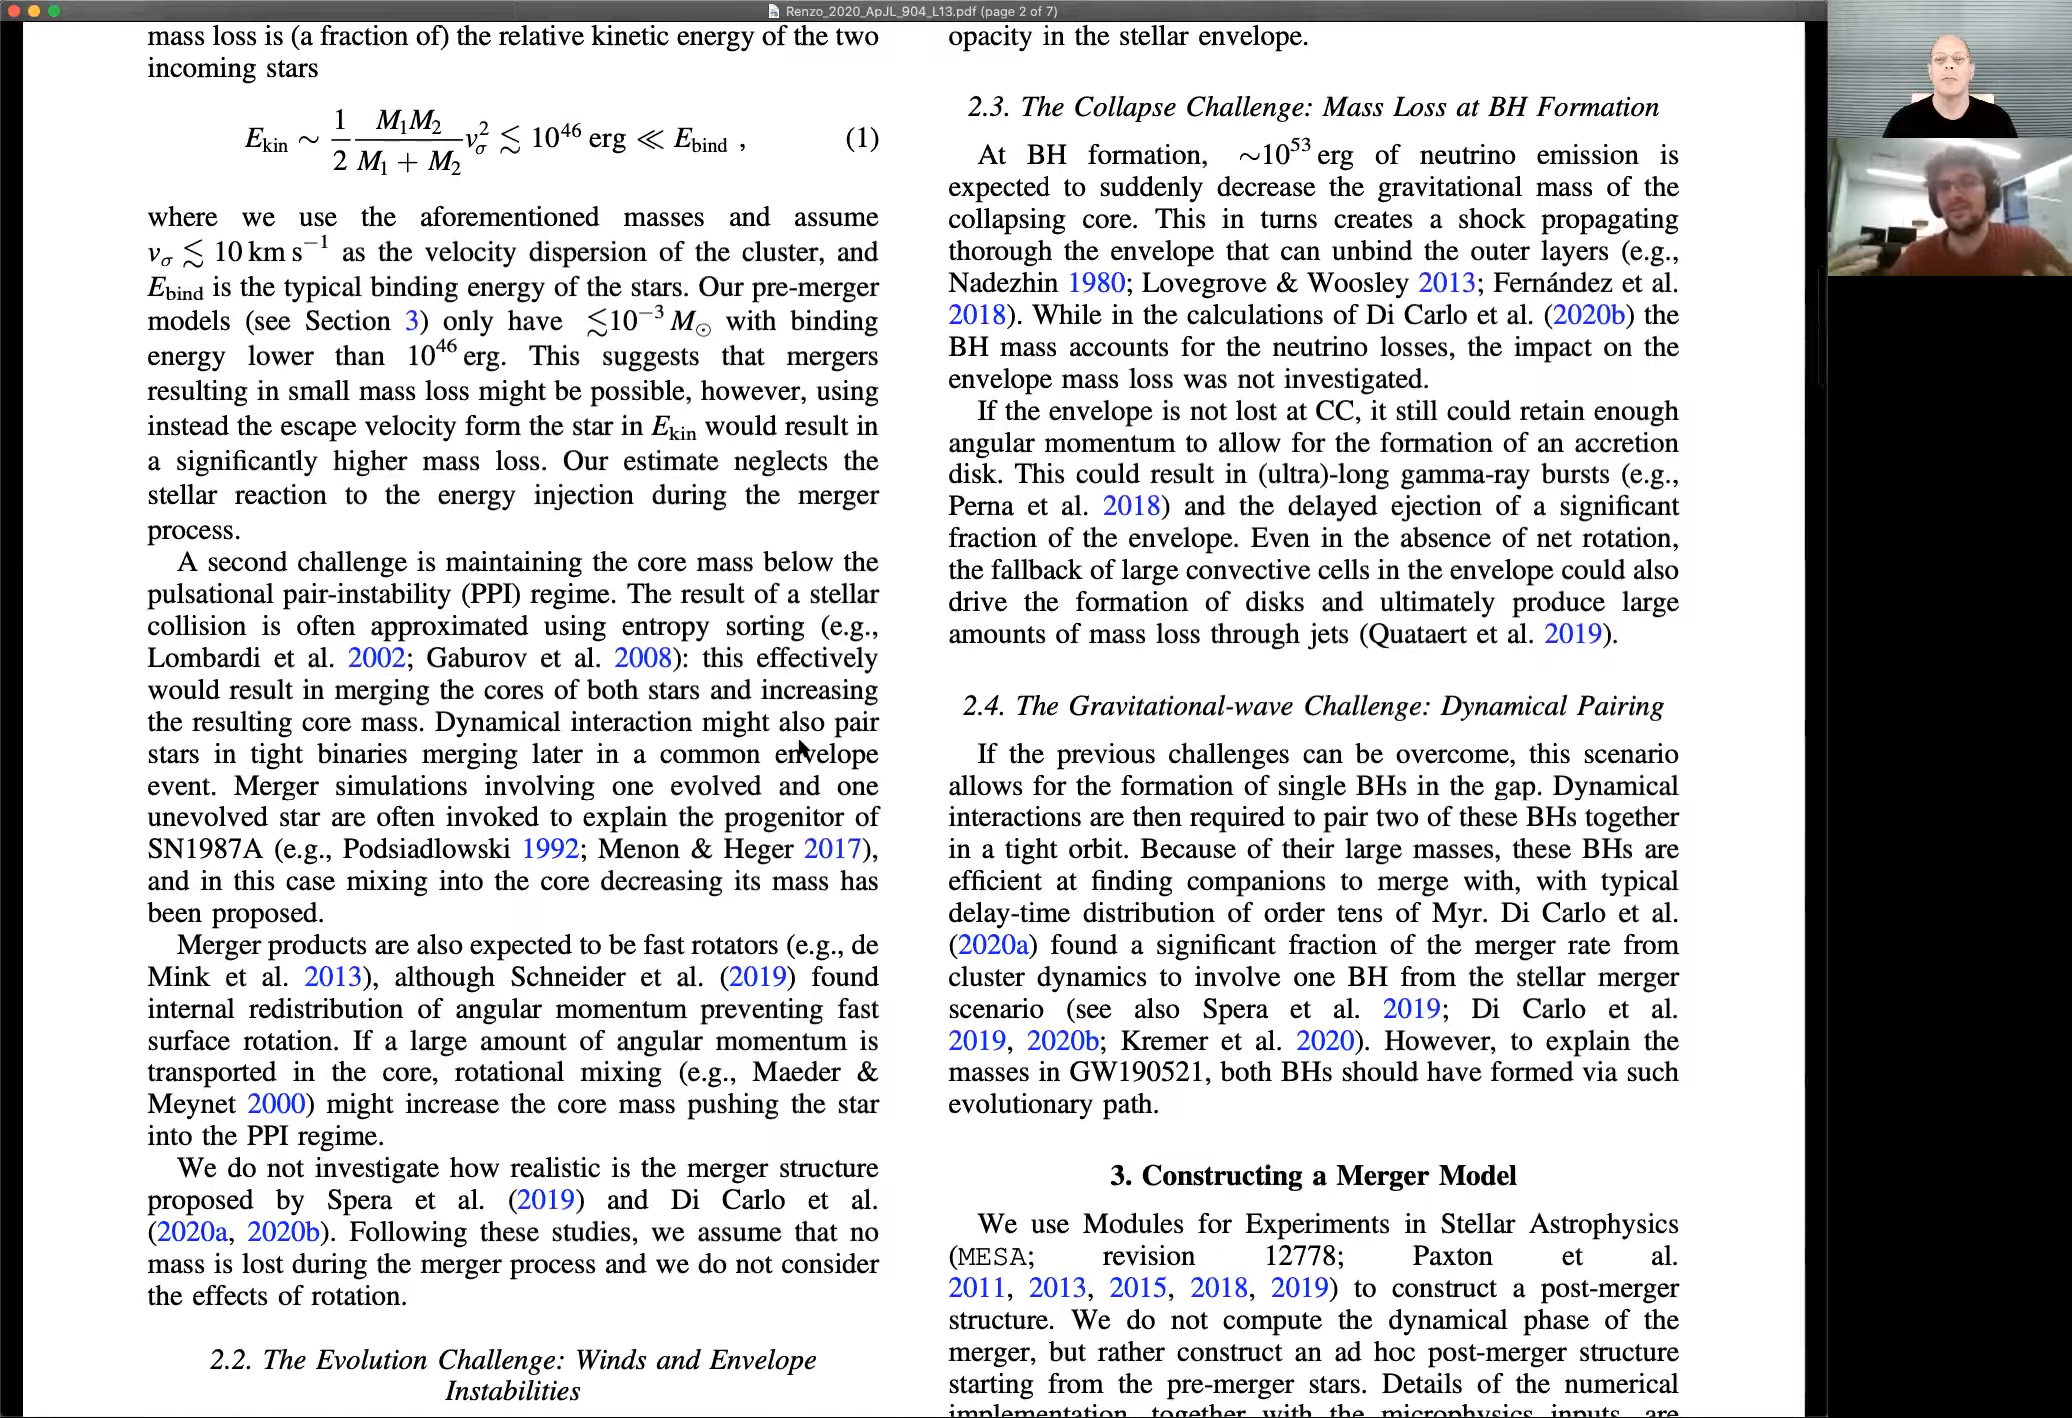 Renzo_2020_ApJL_904_L13.pdf (page 2 of 7)
mass loss is (a fraction of) the relative kinetic energy of the two
incoming stars
E_kin ∼ 1/2 M₁M₂/(M₁ + M₂) v_σ² ≲ 10⁴⁶ erg ≪ E_bind , (1)
where we use the aforementioned masses and assume
v_σ ≲ 10 km s⁻¹ as the velocity dispersion of the cluster, and
E_bind is the typical binding energy of the stars. Our pre-merger
models (see Section 3) only have ≲10⁻³ M⊙ with binding
energy lower than 10⁴⁶ erg. This suggests that mergers
resulting in small mass loss might be possible, however, using
instead the escape velocity form the star in E_kin would result in
a significantly higher mass loss. Our estimate neglects the
stellar reaction to the energy injection during the merger
process.
A second challenge is maintaining the core mass below the
pulsational pair-instability (PPI) regime. The result of a stellar
collision is often approximated using entropy sorting (e.g.,
Lombardi et al. 2002; Gaburov et al. 2008): this effectively
would result in merging the cores of both stars and increasing
the resulting core mass. Dynamical interaction might also pair
stars in tight binaries merging later in a common envelope
event. Merger simulations involving one evolved and one
unevolved star are often invoked to explain the progenitor of
SN1987A (e.g., Podsiadlowski 1992; Menon & Heger 2017),
and in this case mixing into the core decreasing its mass has
been proposed.
Merger products are also expected to be fast rotators (e.g., de
Mink et al. 2013), although Schneider et al. (2019) found
internal redistribution of angular momentum preventing fast
surface rotation. If a large amount of angular momentum is
transported in the core, rotational mixing (e.g., Maeder &
Meynet 2000) might increase the core mass pushing the star
into the PPI regime.
We do not investigate how realistic is the merger structure
proposed by Spera et al. (2019) and Di Carlo et al.
(2020a, 2020b). Following these studies, we assume that no
mass is lost during the merger process and we do not consider
the effects of rotation.
2.2. The Evolution Challenge: Winds and Envelope
Instabilities
opacity in the stellar envelope.
2.3. The Collapse Challenge: Mass Loss at BH Formation
At BH formation, ∼10⁵³ erg of neutrino emission is
expected to suddenly decrease the gravitational mass of the
collapsing core. This in turns creates a shock propagating
thorough the envelope that can unbind the outer layers (e.g.,
Nadezhin 1980; Lovegrove & Woosley 2013; Fernández et al.
2018). While in the calculations of Di Carlo et al. (2020b) the
BH mass accounts for the neutrino losses, the impact on the
envelope mass loss was not investigated.
If the envelope is not lost at CC, it still could retain enough
angular momentum to allow for the formation of an accretion
disk. This could result in (ultra)-long gamma-ray bursts (e.g.,
Perna et al. 2018) and the delayed ejection of a significant
fraction of the envelope. Even in the absence of net rotation,
the fallback of large convective cells in the envelope could also
drive the formation of disks and ultimately produce large
amounts of mass loss through jets (Quataert et al. 2019).
2.4. The Gravitational-wave Challenge: Dynamical Pairing
If the previous challenges can be overcome, this scenario
allows for the formation of single BHs in the gap. Dynamical
interactions are then required to pair two of these BHs together
in a tight orbit. Because of their large masses, these BHs are
efficient at finding companions to merge with, with typical
delay-time distribution of order tens of Myr. Di Carlo et al.
(2020a) found a significant fraction of the merger rate from
cluster dynamics to involve one BH from the stellar merger
scenario (see also Spera et al. 2019; Di Carlo et al.
2019, 2020b; Kremer et al. 2020). However, to explain the
masses in GW190521, both BHs should have formed via such
evolutionary path.
3. Constructing a Merger Model
We use Modules for Experiments in Stellar Astrophysics
(MESA; revision 12778; Paxton et al.
2011, 2013, 2015, 2018, 2019) to construct a post-merger
structure. We do not compute the dynamical phase of the
merger, but rather construct an ad hoc post-merger structure
starting from the pre-merger stars. Details of the numerical
implementation, together with the microphysics inputs, are